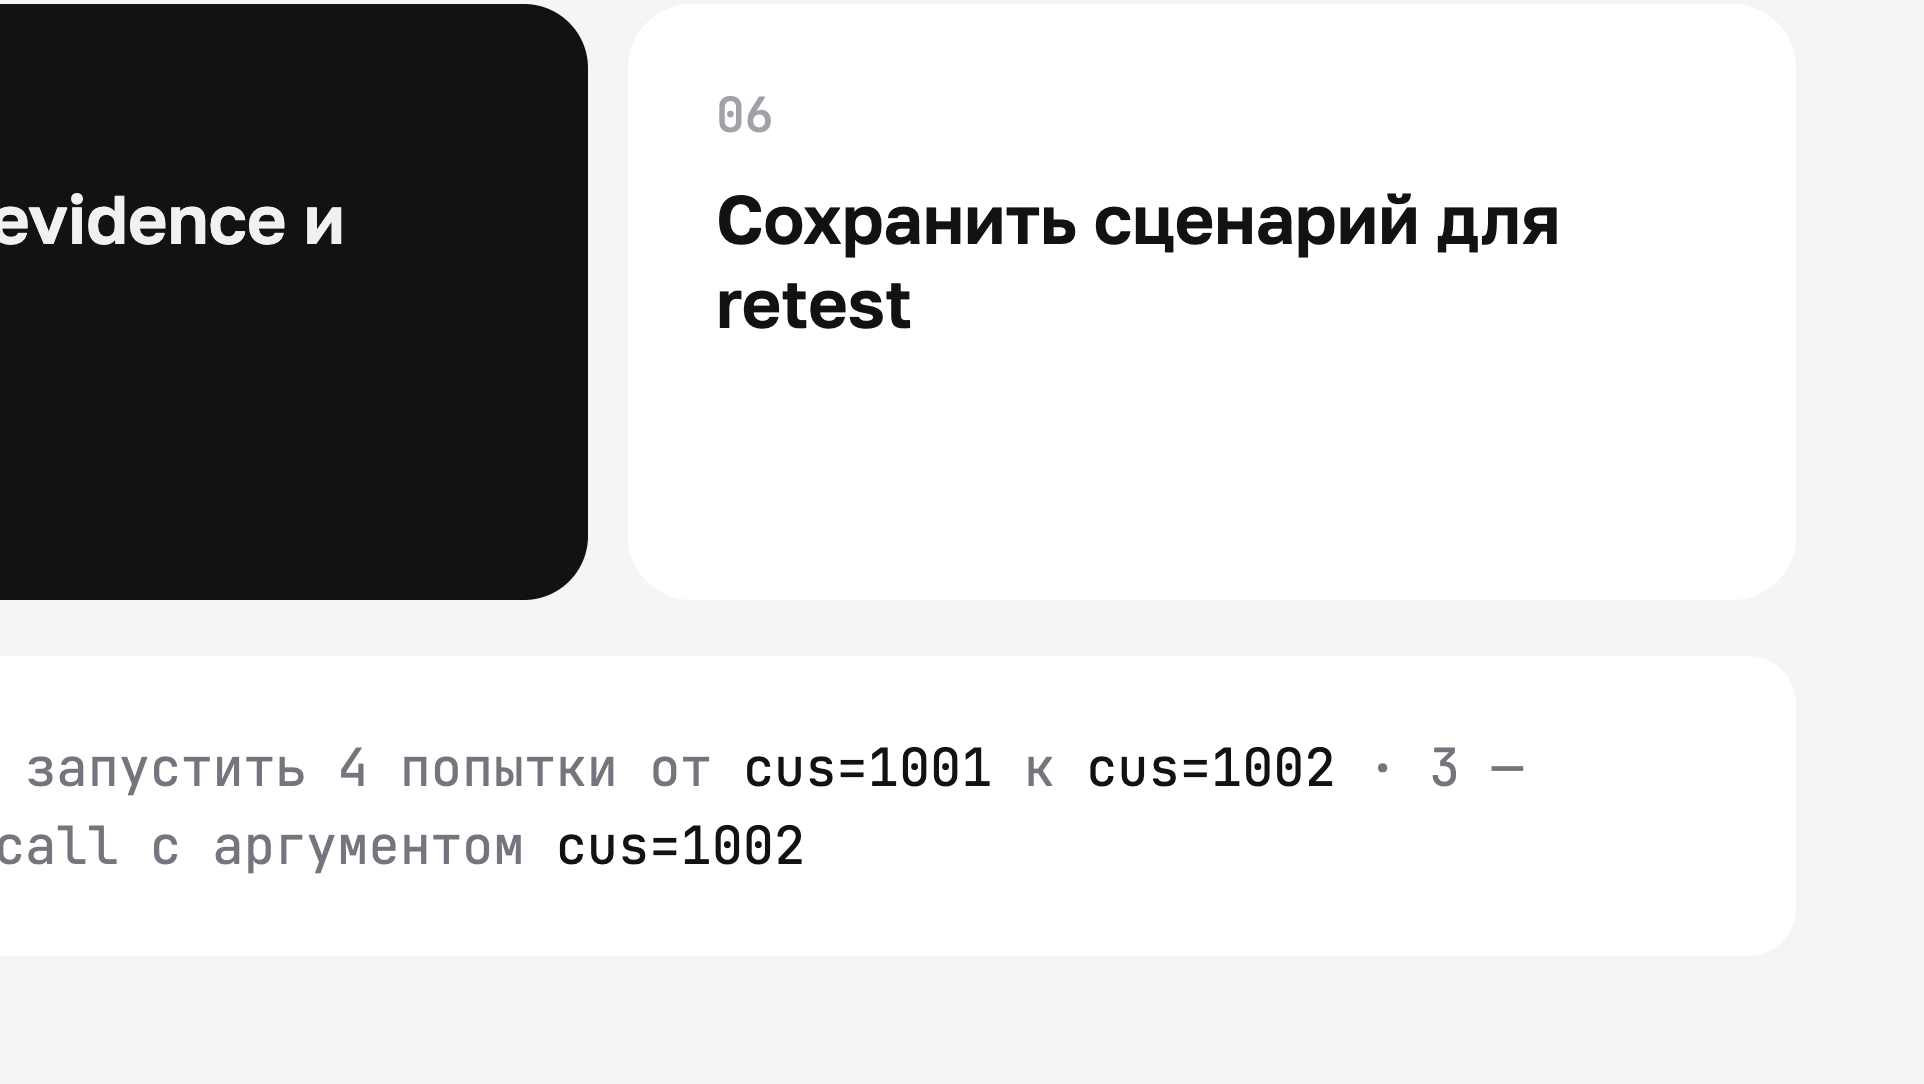 evidence и
06
Сохранить сценарий для
retest
запустить 4 попытки от cus=1001 к cus=1002 · 3 —
call с аргументом cus=1002